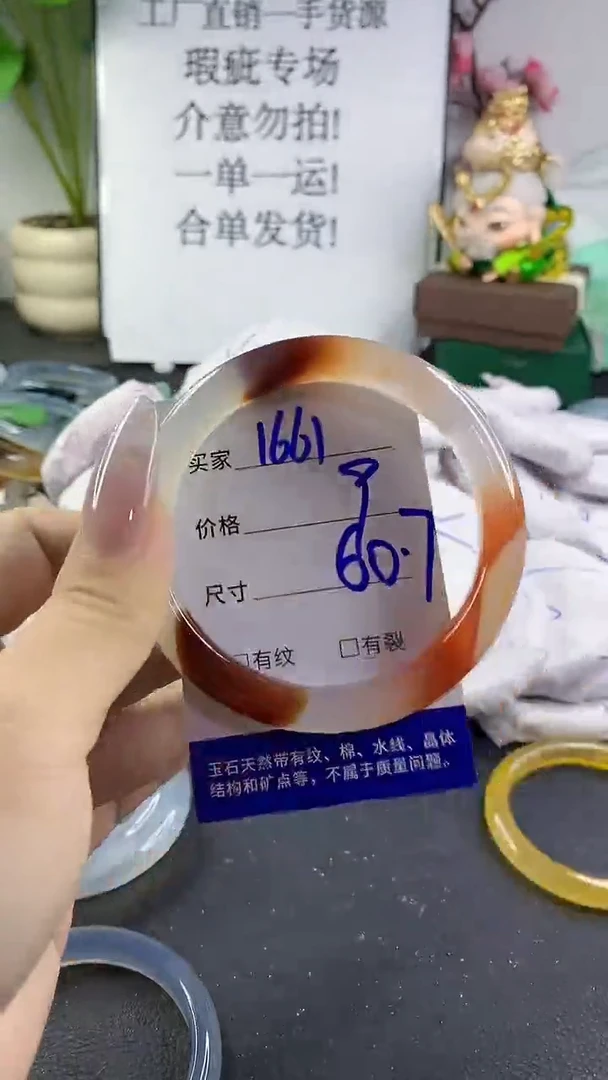 工厂直销一手货源
瑕疵专场
介意勿拍!
一单一运!
合单发货!
买家 1661
价格
尺寸 60.7
□有纹 □有裂
玉石天然带有纹、棉、水线、晶体
结构和矿点等，不属于质量问题。